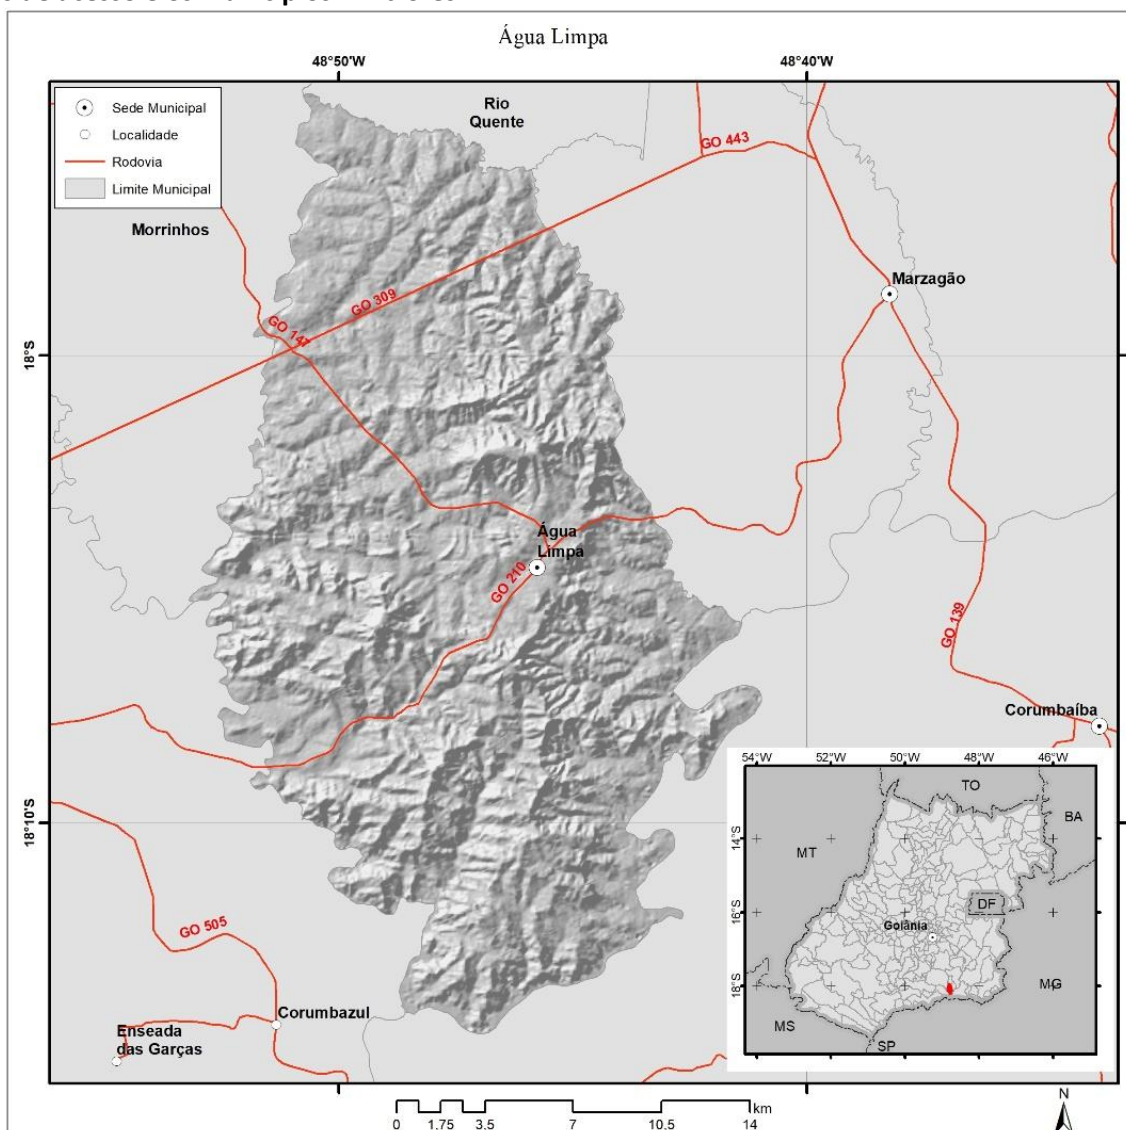 Água Limpa
48°50'W
48°40'W
Sede Municipal
Localidade
Rodovia
Limite Municipal
Rio
Quente
GO 443
Morrinhos
Marzagão
GO 309
GO 147
18°S
Água
Limpa
GO 210
GO 139
Corumbaíba
18°10'S
GO 505
Corumbazul
Enseada
das Garças
54°W
52°W
50°W
48°W
46°W
TO
BA
14°S
MT
DF
16°S
Goiânia
18°S
MG
MS
SP
N
km
0
1.75
3.5
7
10.5
14